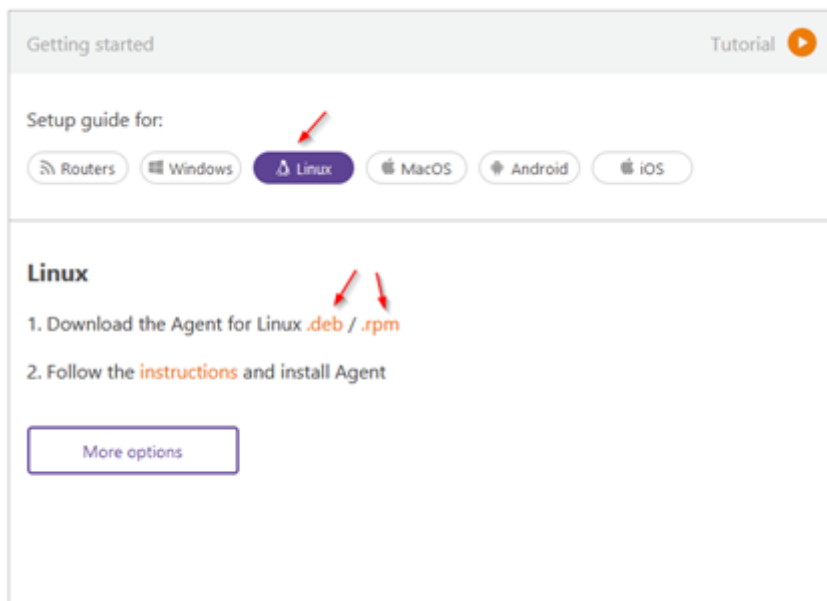 Getting started Tutorial
Setup guide for:
Routers Windows Linux MacOS Android iOS
Linux
1. Download the Agent for Linux .deb / .rpm
2. Follow the instructions and install Agent
More options